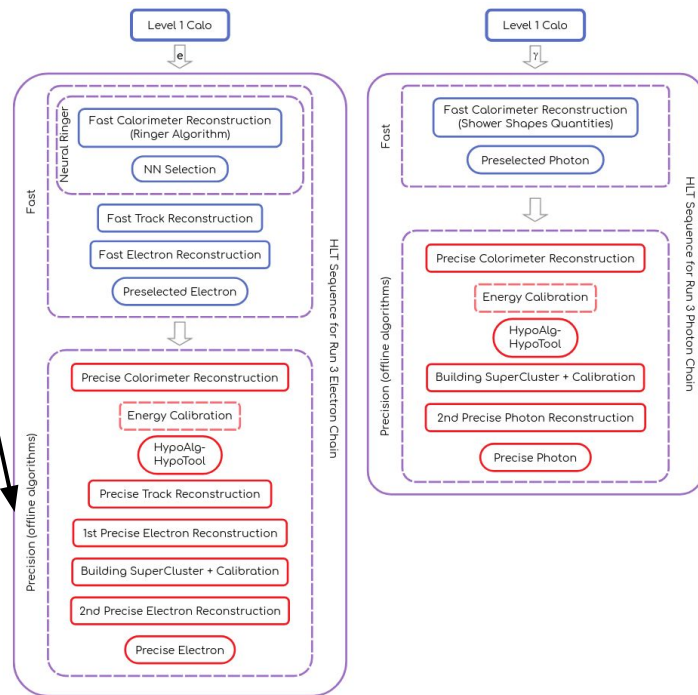 Level 1 Calo
e
Neural Ringer
Fast Calorimeter Reconstruction
(Ringer Algorithm)
NN Selection
Fast
Fast Track Reconstruction
Fast Electron Reconstruction
Preselected Electron
HLT Sequence for Run 3 Electron Chain
Precision (offline algorithms)
Precise Colorimeter Reconstruction
Energy Calibration
HypoAlg-
HypoTool
Precise Track Reconstruction
1st Precise Electron Reconstruction
Building SuperCluster + Calibration
2nd Precise Electron Reconstruction
Precise Electron
Level 1 Calo
γ
Fast
Fast Calorimeter Reconstruction
(Shower Shapes Quantities)
Preselected Photon
HLT Sequence for Run 3 Photon Chain
Precision (offline algorithms)
Precise Colorimeter Reconstruction
Energy Calibration
HypoAlg-
HypoTool
Building SuperCluster + Calibration
2nd Precise Photon Reconstruction
Precise Photon